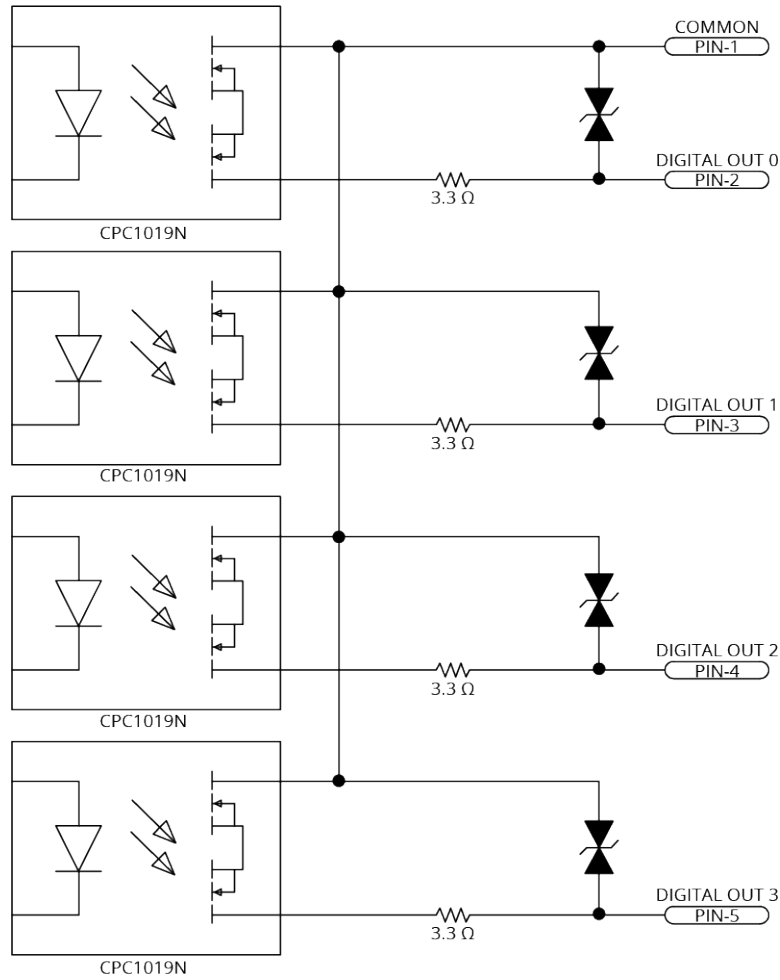 COMMON
PIN-1
DIGITAL OUT 0
PIN-2
3.3 Ω
CPC1019N
DIGITAL OUT 1
PIN-3
3.3 Ω
CPC1019N
DIGITAL OUT 2
PIN-4
3.3 Ω
CPC1019N
DIGITAL OUT 3
PIN-5
3.3 Ω
CPC1019N